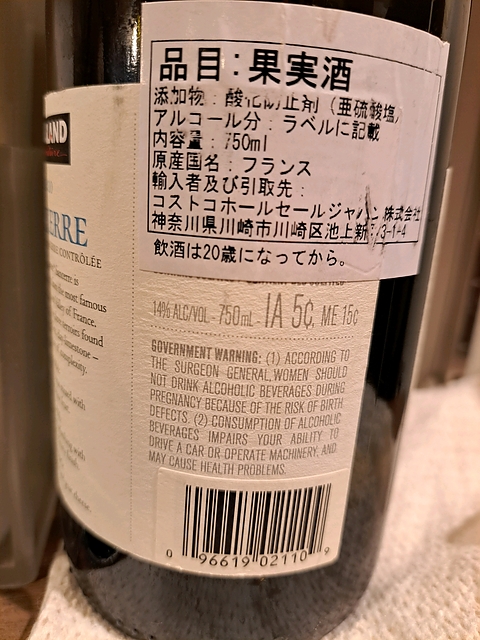 品目:果実酒
添加物:酸化防止剤(亜硫酸塩)
アルコール分:ラベルに記載
内容量:750ml
原産国名:フランス
輸入者及び引取先:
コストコホールセールジャパン株式会社
神奈川県川崎市川崎区池上新町3-1-4
飲酒は20歳になってから。
LAND
ERRE
CONTRÔLÉE
most famous
of France.
found
14% ALC/VOL - 750mL IA 5¢, ME 15¢
GOVERNMENT WARNING: (1) ACCORDING TO
THE SURGEON GENERAL, WOMEN SHOULD
NOT DRINK ALCOHOLIC BEVERAGES DURING
PREGNANCY BECAUSE OF THE RISK OF BIRTH
DEFECTS. (2) CONSUMPTION OF ALCOHOLIC
BEVERAGES IMPAIRS YOUR ABILITY TO
DRIVE A CAR OR OPERATE MACHINERY, AND
MAY CAUSE HEALTH PROBLEMS.
0 96619 02110 9